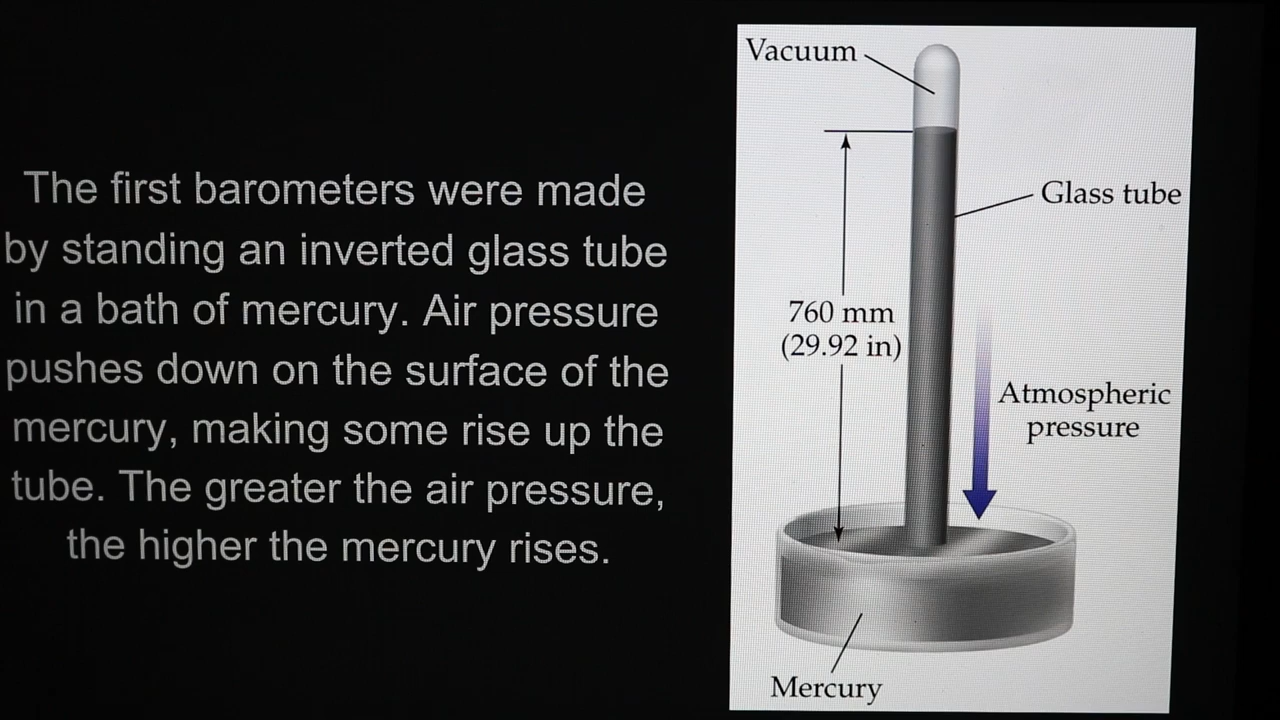 The first barometers were made
by standing an inverted glass tube
in a bath of mercury. Air pressure
pushes down on the surface of the
mercury, making some rise up the
tube. The greater the air pressure,
the higher the mercury rises.
Vacuum
Glass tube
760 mm
(29.92 in)
Atmospheric
pressure
Mercury